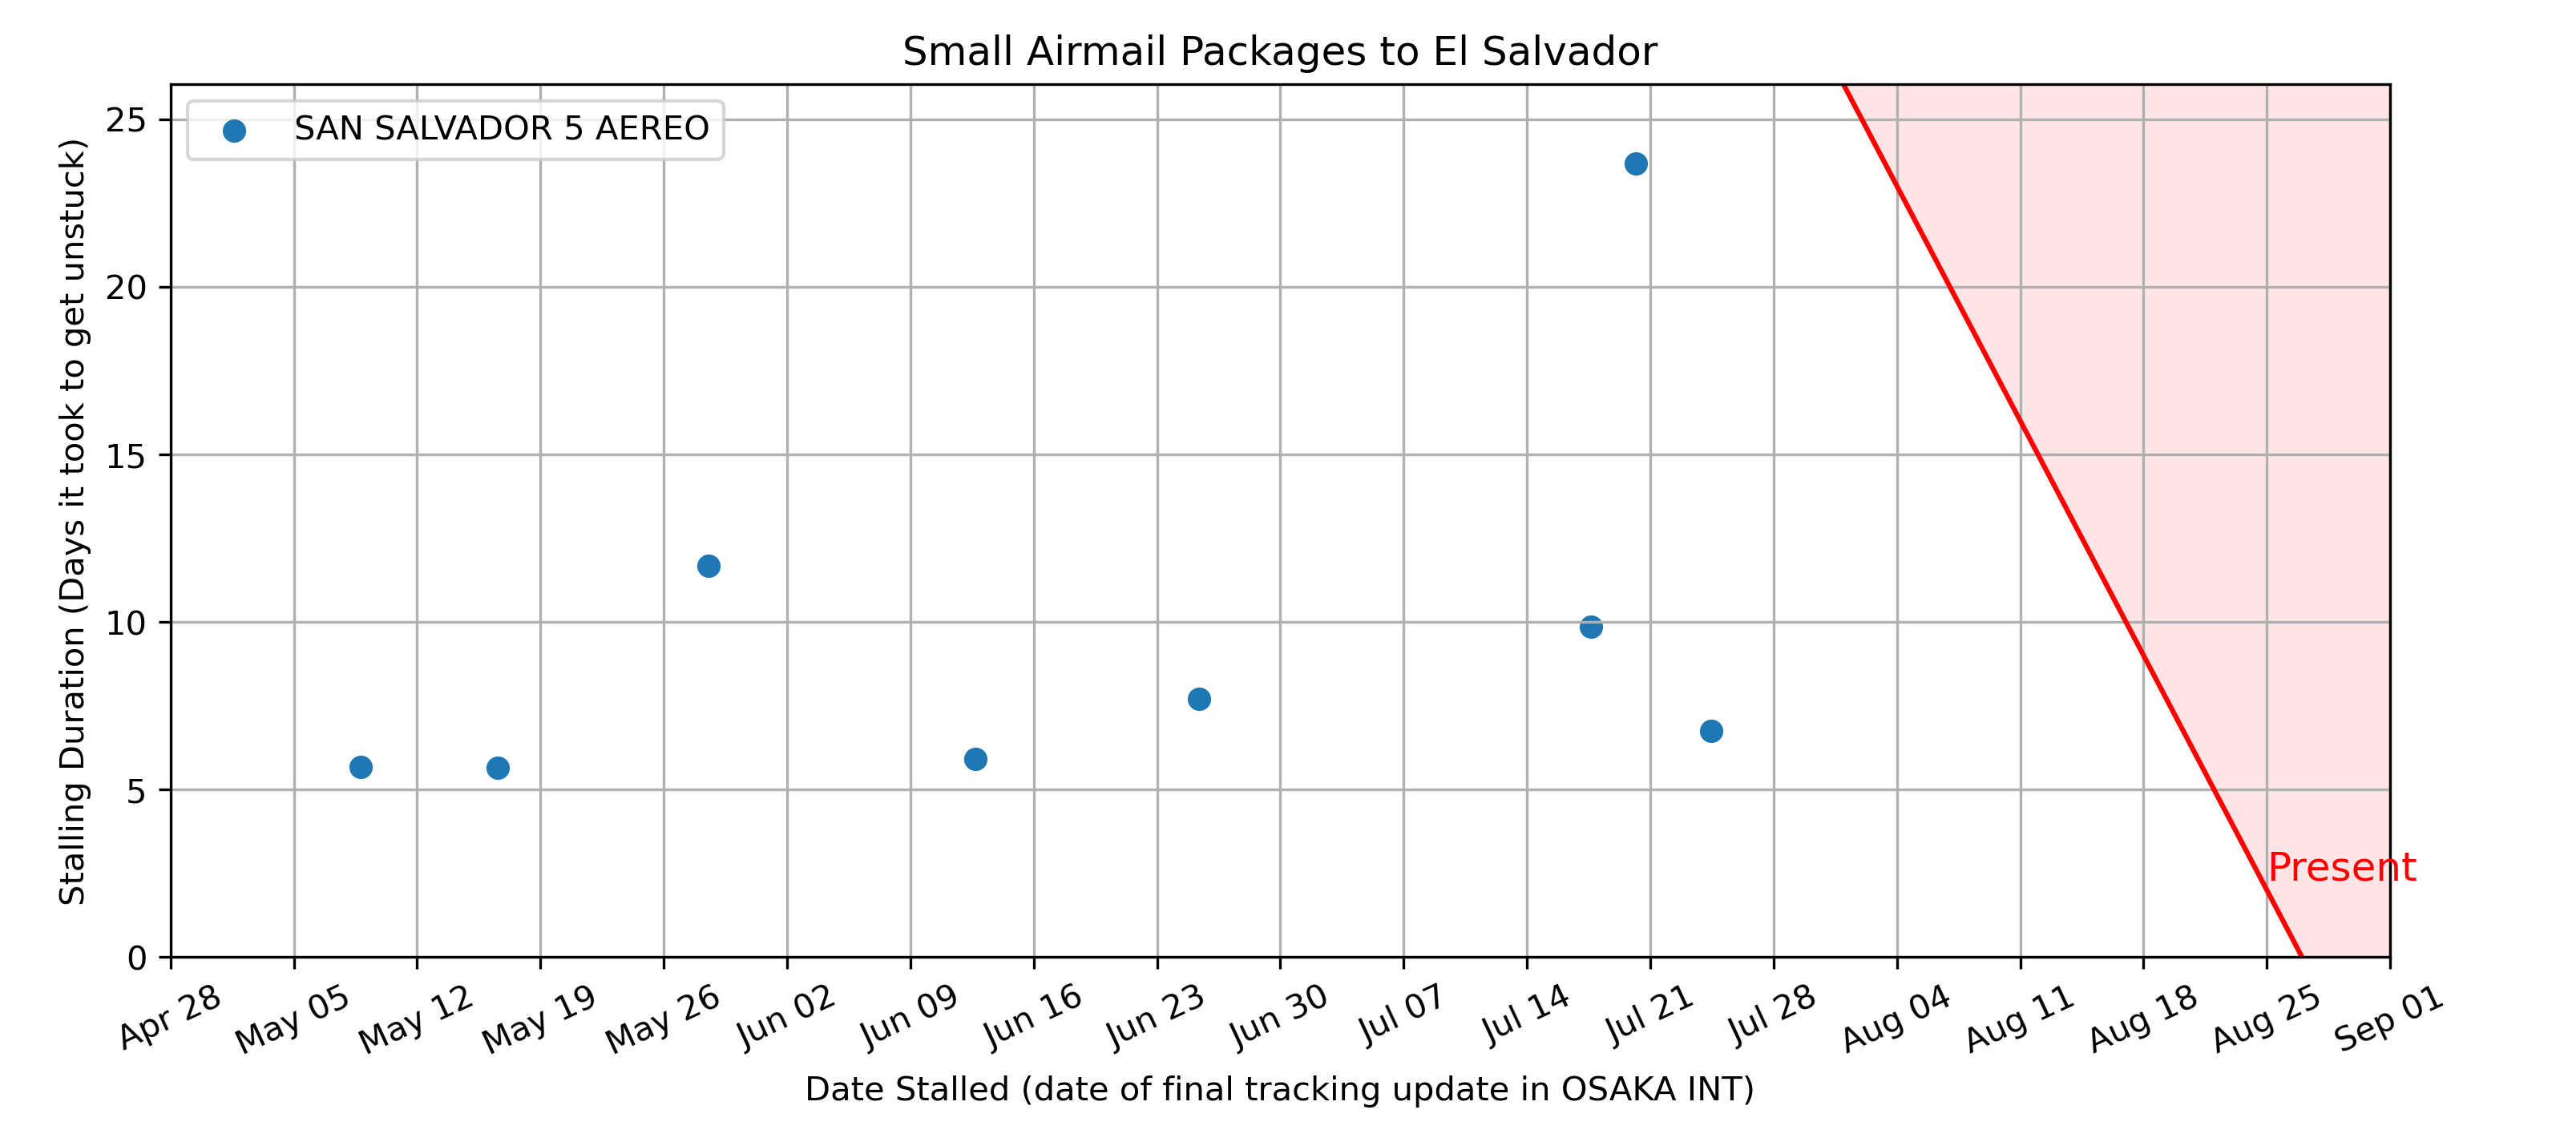 Small Airmail Packages to El Salvador
SAN SALVADOR 5 AEREO
Stalling Duration (Days it took to get unstuck)
25
20
15
10
5
0
Present
Apr 28 May 05 May 12 May 19 May 26 Jun 02 Jun 09 Jun 16 Jun 23 Jun 30 Jul 07 Jul 14 Jul 21 Jul 28 Aug 04 Aug 11 Aug 18 Aug 25 Sep 01
Date Stalled (date of final tracking update in OSAKA INT)